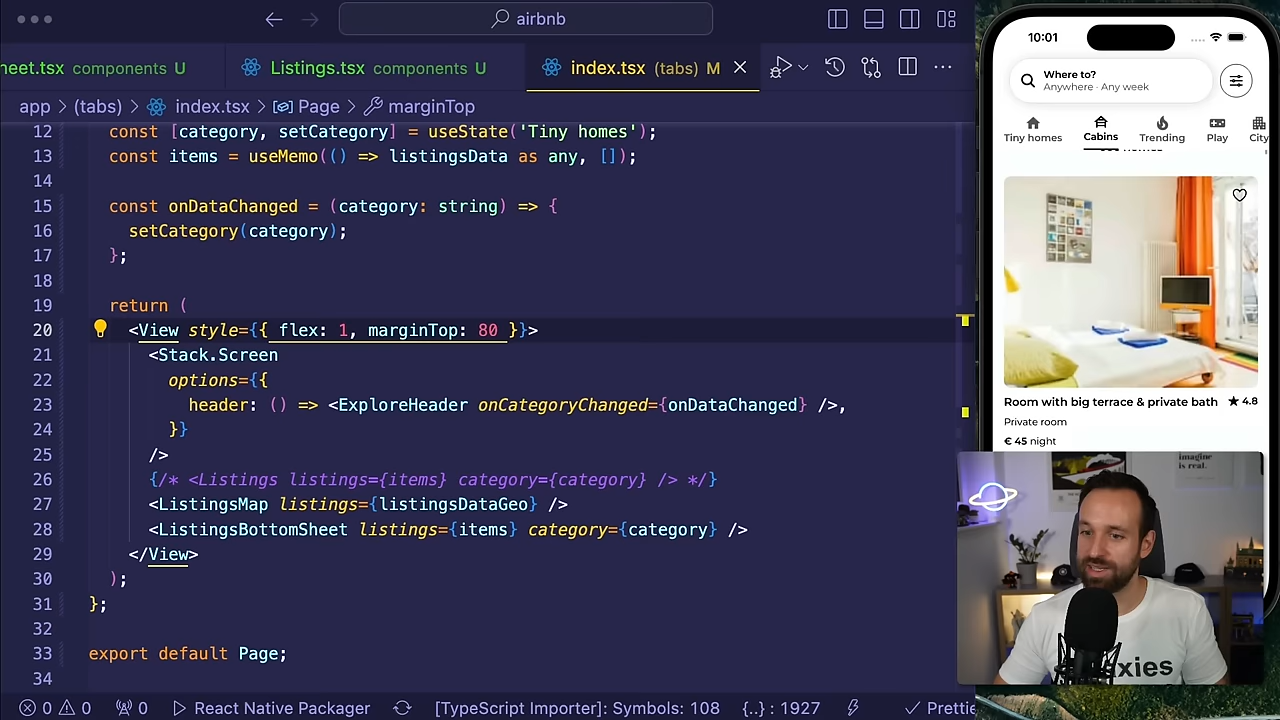 airbnb
heet.tsx components U
Listings.tsx components U
index.tsx (tabs) M
app > (tabs) > index.tsx > Page > marginTop
12 const [category, setCategory] = useState('Tiny homes');
13 const items = useMemo(() => listingsData as any, []);
14
15 const onDataChanged = (category: string) => {
16 setCategory(category);
17 };
18
19 return (
20 <View style={{ flex: 1, marginTop: 80 }}>
21 <Stack.Screen
22 options={{
23 header: () => <ExploreHeader onCategoryChanged={onDataChanged} />,
24 }}
25 />
26 {/* <Listings listings={items} category={category} /> */}
27 <ListingsMap listings={listingsDataGeo} />
28 <ListingsBottomSheet listings={items} category={category} />
29 </View>
30 );
31 };
32
33 export default Page;
34
0 0 0 React Native Packager [TypeScript Importer]: Symbols: 108 {..} : 1927 Prettie
10:01
Where to?
Anywhere · Any week
Tiny homes Cabins Trending Play City
Room with big terrace & private bath ★ 4.8
Private room
€ 45 night
imagine
is real.